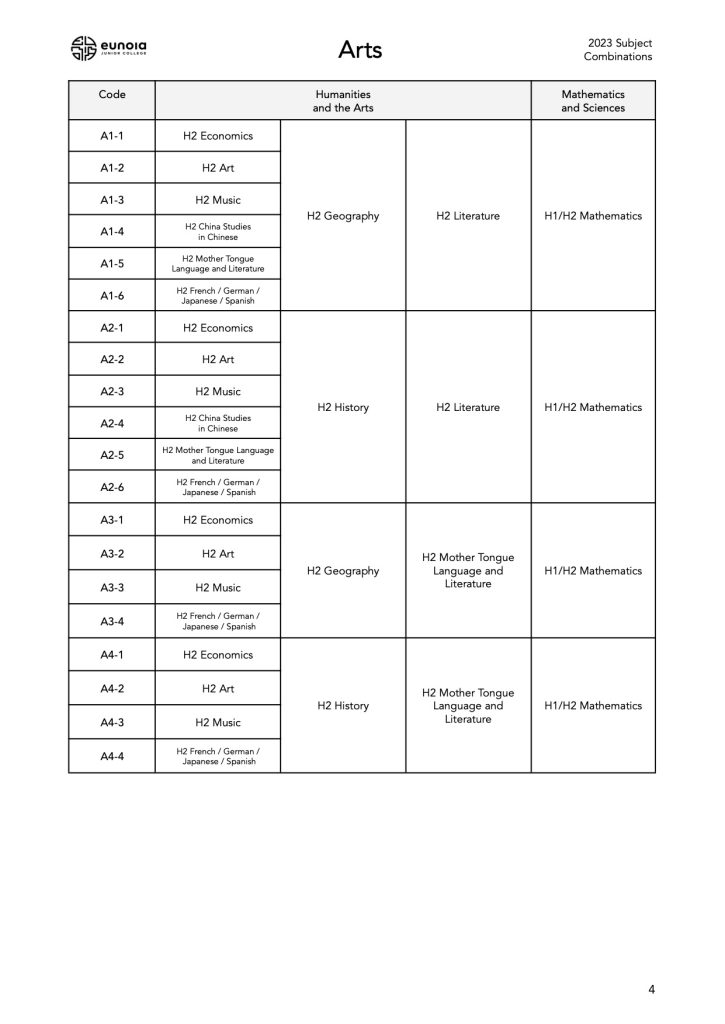 eunoia
JUNIOR COLLEGE
Arts
2023 Subject
Combinations
Code
Humanities
and the Arts
Mathematics
and Sciences
A1-1
H2 Economics
A1-2
H2 Art
A1-3
H2 Music
A1-4
H2 China Studies
in Chinese
A1-5
H2 Mother Tongue
Language and Literature
A1-6
H2 French / German /
Japanese / Spanish
H2 Geography
H2 Literature
H1/H2 Mathematics
A2-1
H2 Economics
A2-2
H2 Art
A2-3
H2 Music
A2-4
H2 China Studies
in Chinese
A2-5
H2 Mother Tongue Language
and Literature
A2-6
H2 French / German /
Japanese / Spanish
H2 History
H2 Literature
H1/H2 Mathematics
A3-1
H2 Economics
A3-2
H2 Art
A3-3
H2 Music
A3-4
H2 French / German /
Japanese / Spanish
H2 Geography
H2 Mother Tongue
Language and
Literature
H1/H2 Mathematics
A4-1
H2 Economics
A4-2
H2 Art
A4-3
H2 Music
A4-4
H2 French / German /
Japanese / Spanish
H2 History
H2 Mother Tongue
Language and
Literature
H1/H2 Mathematics
4